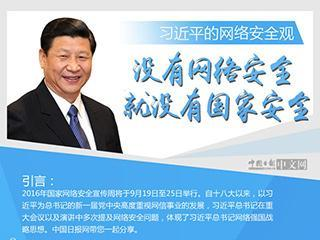 习近平的网络安全观
没有网络安全
就没有国家安全
中国日报
中文网
引言：
2016年国家网络安全宣传周将于9月19日至25日举行。自十八大以来，以习
近平为总书记的新一届党中央高度重视网信事业的发展，习近平总书记在重
大会议以及演讲中多次提及网络安全问题，体现了习近平总书记网络强国战
略思想。中国日报网带您一起分享。